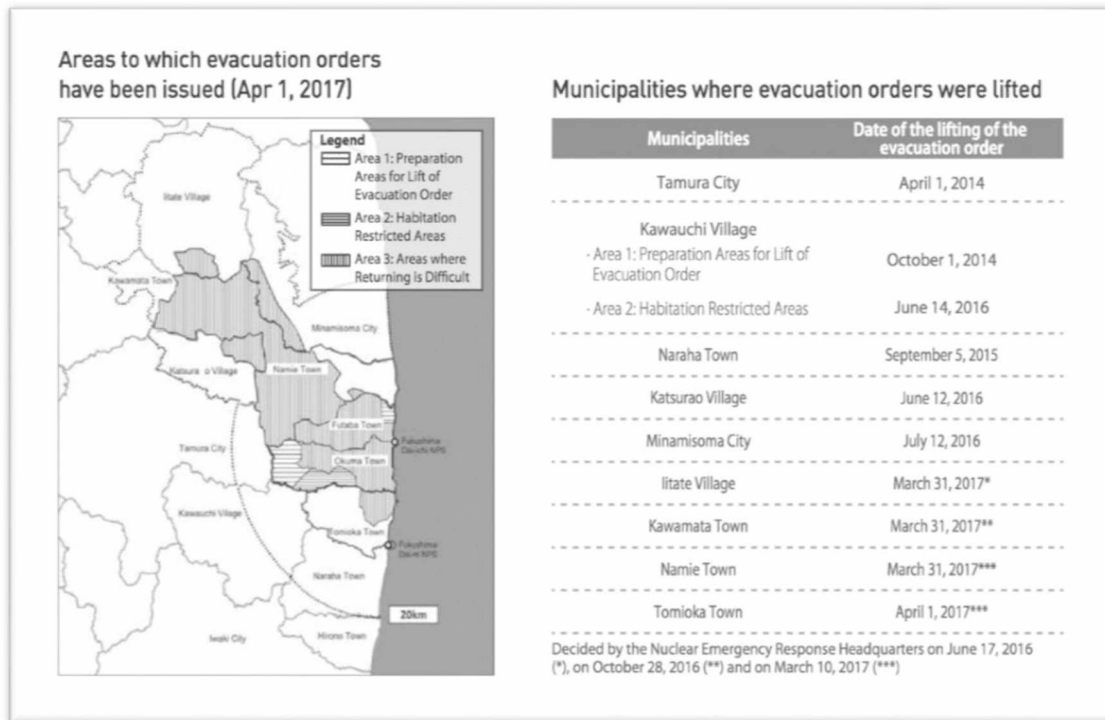 Areas to which evacuation orders
have been issued (Apr 1, 2017)
Legend
Area 1: Preparation
Areas for Lift of
Evacuation Order
Area 2: Habitation
Restricted Areas
Area 3: Areas where
Returning is Difficult
Iitate Village
Kawamata Town
Minamisoma City
Katsura o Village
Namie Town
Futaba Town
Fukushima
Dai-ichi NPS
Tamura City
Okuma Town
Kawauchi Village
Tomioka Town
Fukushima
Dai-ni NPS
Naraha Town
20km
Iwaki City
Hirono Town
Municipalities where evacuation orders were lifted
Municipalities
Date of the lifting of the
evacuation order
Tamura City April 1, 2014
Kawauchi Village
- Area 1: Preparation Areas for Lift of
Evacuation Order
October 1, 2014
- Area 2: Habitation Restricted Areas June 14, 2016
Naraha Town September 5, 2015
Katsurao Village June 12, 2016
Minamisoma City July 12, 2016
Iitate Village March 31, 2017*
Kawamata Town March 31, 2017**
Namie Town March 31, 2017***
Tomioka Town April 1, 2017***
Decided by the Nuclear Emergency Response Headquarters on June 17, 2016
(*), on October 28, 2016 (**) and on March 10, 2017 (***)